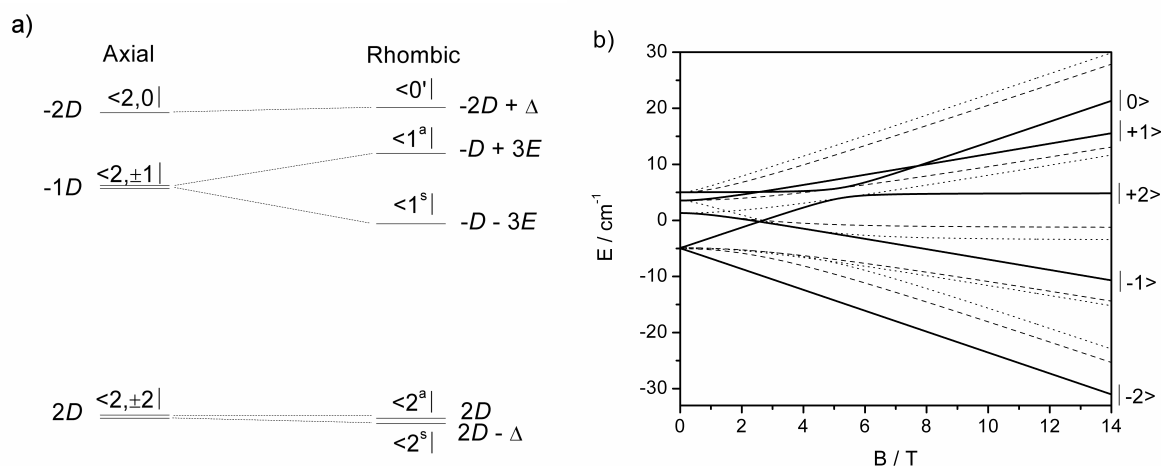 a)
Axial
Rhombic
-2D
<2,0|
<0'|
-2D + Δ
-1D
<2,±1|
<1ᵃ|
-D + 3E
<1ˢ|
-D - 3E
2D
<2,±2|
<2ᵃ|
2D
2D - Δ
<2ˢ|
b)
30
20
10
0
-10
-20
-30
E / cm⁻¹
0
2
4
6
8
10
12
14
B / T
|0>
|+1>
|+2>
|-1>
|-2>